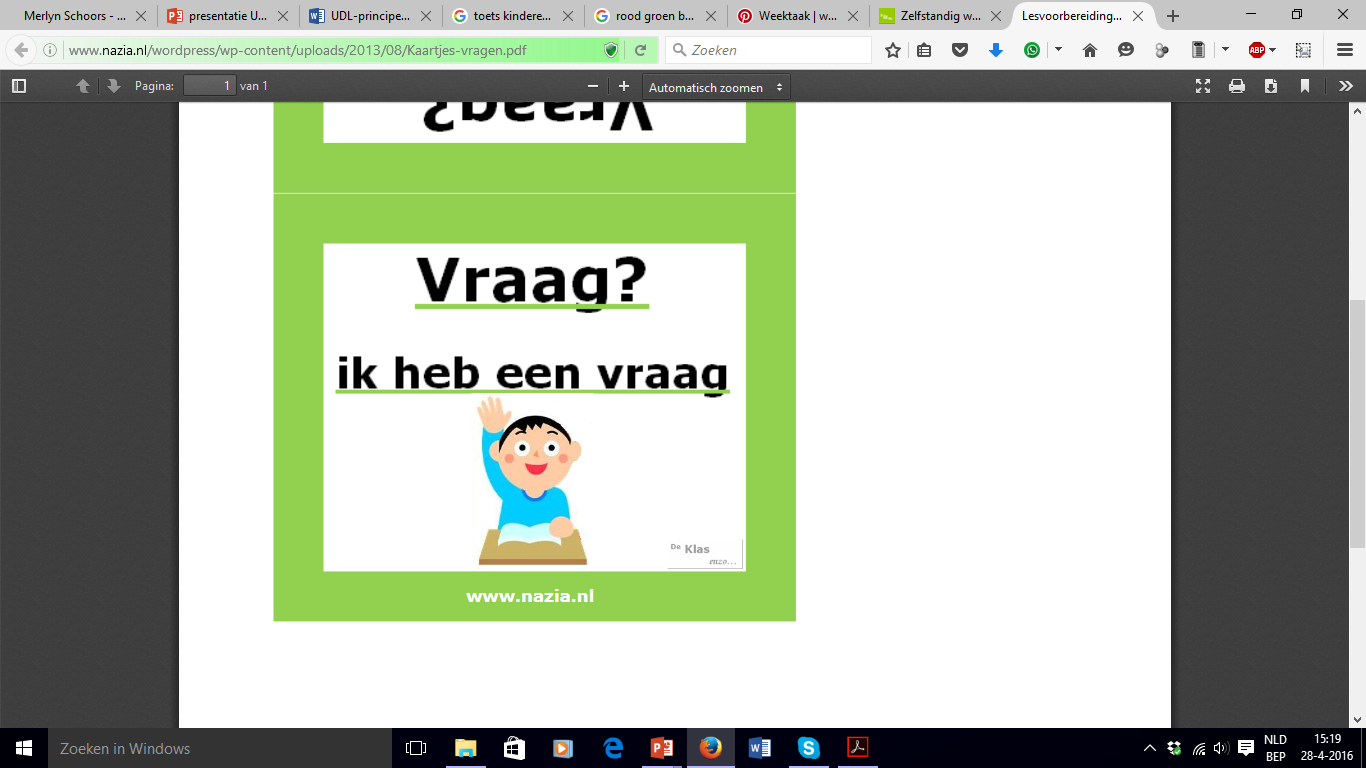 Merlyn Schoors - ...
presentatie U...
UDL-principe...
toets kindere...
rood groen b...
Weektaak | w...
Zelfstandig w...
Lesvoorbereiding...
www.nazia.nl/wordpress/wp-content/uploads/2013/08/Kaartjes-vragen.pdf
Zoeken
ABP
Pagina: 1 van 1
Automatisch zoomen
Vraag?
Vraag?
ik heb een vraag
De Klas
enzo...
www.nazia.nl
Zoeken in Windows
NLD
BEP
15:19
28-4-2016